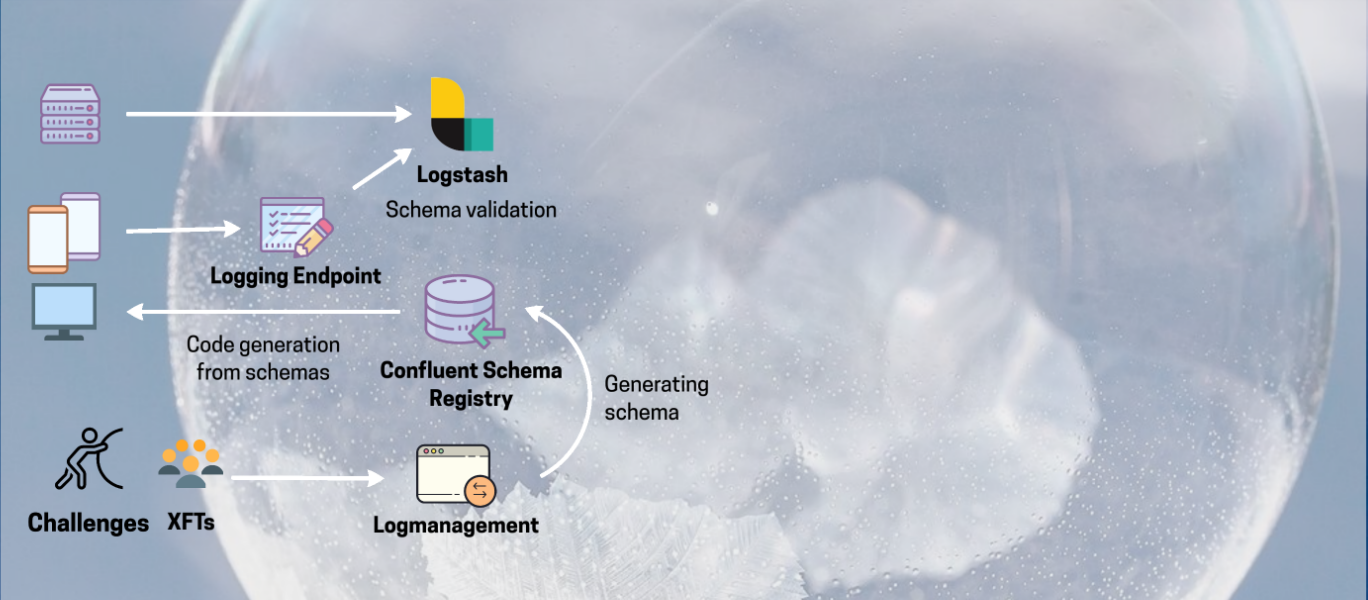 Logstash
Schema validation
Logging Endpoint
Code generation
from schemas
Confluent Schema
Registry
Generating
schema
Challenges
XFTs
Logmanagement